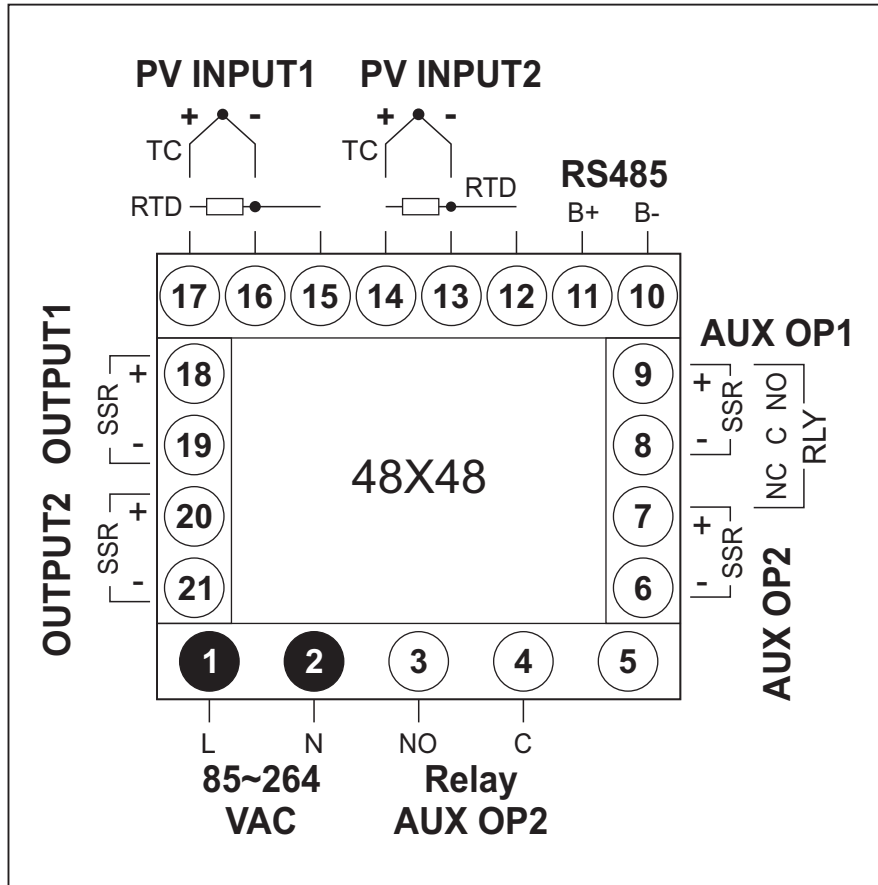 PV INPUT1 PV INPUT2
+ - + -
TC TC
RTD RTD RS485
B+ B-
17 16 15 14 13 12 11 10
OUTPUT1
SSR
+
-
18
19
OUTPUT2
SSR
+
-
20
21
48X48
AUX OP1
9
8
+
-
SSR
NC C NO
RLY
7
6
+
-
SSR
AUX OP2
1 2 3 4 5
L N NO C
85~264 Relay
VAC AUX OP2